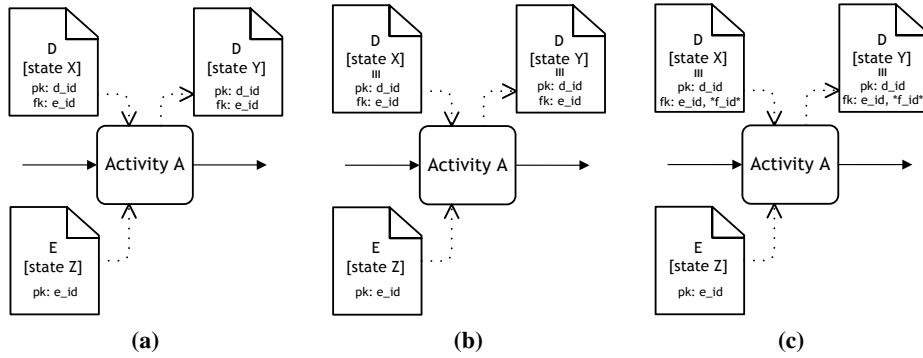 D
[state X]
pk: d_id
fk: e_id
D
[state Y]
pk: d_id
fk: e_id
Activity A
E
[state Z]
pk: e_id
(a)
D
[state X]
III
pk: d_id
fk: e_id
D
[state Y]
III
pk: d_id
fk: e_id
Activity A
E
[state Z]
pk: e_id
(b)
D
[state X]
III
pk: d_id
fk: e_id, *f_id*
D
[state Y]
III
pk: d_id
fk: e_id, *f_id*
Activity A
E
[state Z]
pk: e_id
(c)